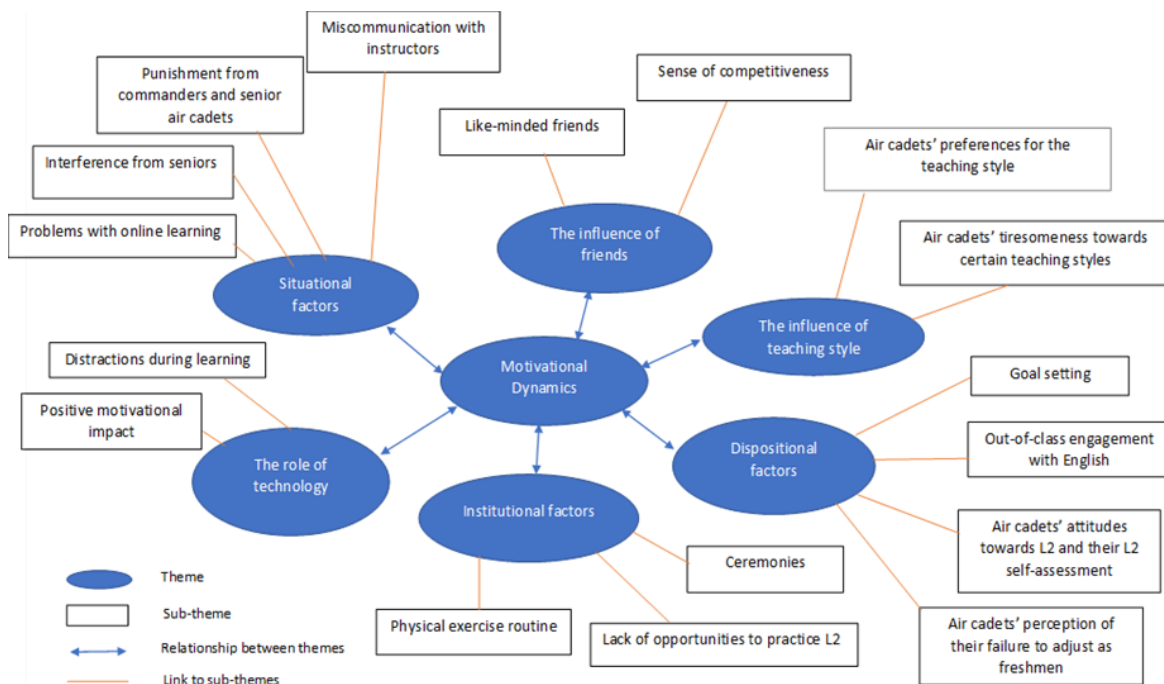 Miscommunication with
instructors
Punishment from
commanders and senior
air cadets
Interference from seniors
Problems with online learning
Situational
factors
Like-minded friends
Sense of competitiveness
The influence of
friends
Air cadets' preferences for the
teaching style
Air cadets' tiresomeness towards
certain teaching styles
The influence of
teaching style
Motivational
Dynamics
Distractions during learning
Positive motivational
impact
The role of
technology
Institutional factors
Physical exercise routine
Lack of opportunities to practice L2
Ceremonies
Dispositional
factors
Goal setting
Out-of-class engagement
with English
Air cadets' attitudes
towards L2 and their L2
self-assessment
Air cadets' perception of
their failure to adjust as
freshmen
Theme
Sub-theme
Relationship between themes
Link to sub-themes